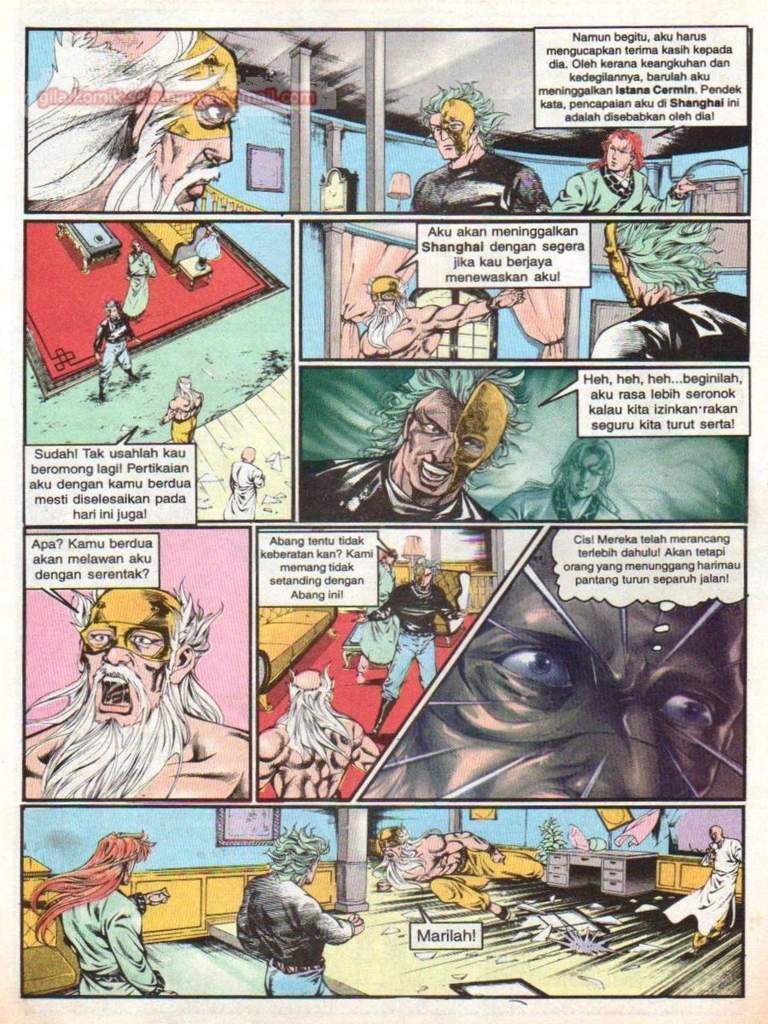 Namun begitu, aku harus
mengucapkan terima kasih kepada
dia. Oleh kerana keangkuhan dan
kedegilannya, barulah aku
meninggalkan Istana Cermin. Pendek
kata, pencapaian aku di Shanghai ini
adalah disebabkan oleh dia!
Aku akan meninggalkan
Shanghai dengan segera
jika kau berjaya
menewaskan aku!
Sudah! Tak usahlah kau
beromong lagi! Pertikaian
aku dengan kamu berdua
mesti diselesaikan pada
hari ini juga!
Heh, heh, heh...beginilah,
aku rasa lebih seronok
kalau kita izinkan rakan
seguru kita turut serta!
Apa? Kamu berdua
akan melawan aku
dengan serentak?
Abang tentu tidak
keberatan kan? Kami
memang tidak
setanding dengan
Abang ini!
Cis! Mereka telah merancang
terlebih dahulu! Akan tetapi
orang yang menunggang harimau
pantang turun separuh jalan!
Marilah!